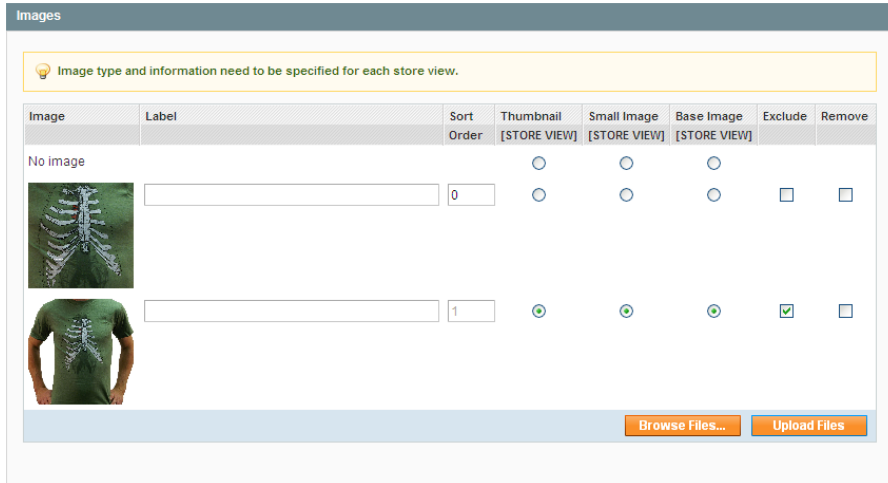 Images
Image type and information need to be specified for each store view.
Image Label Sort Thumbnail Small Image Base Image Exclude Remove
Order [STORE VIEW] [STORE VIEW] [STORE VIEW]
No image
0
1
Browse Files... Upload Files